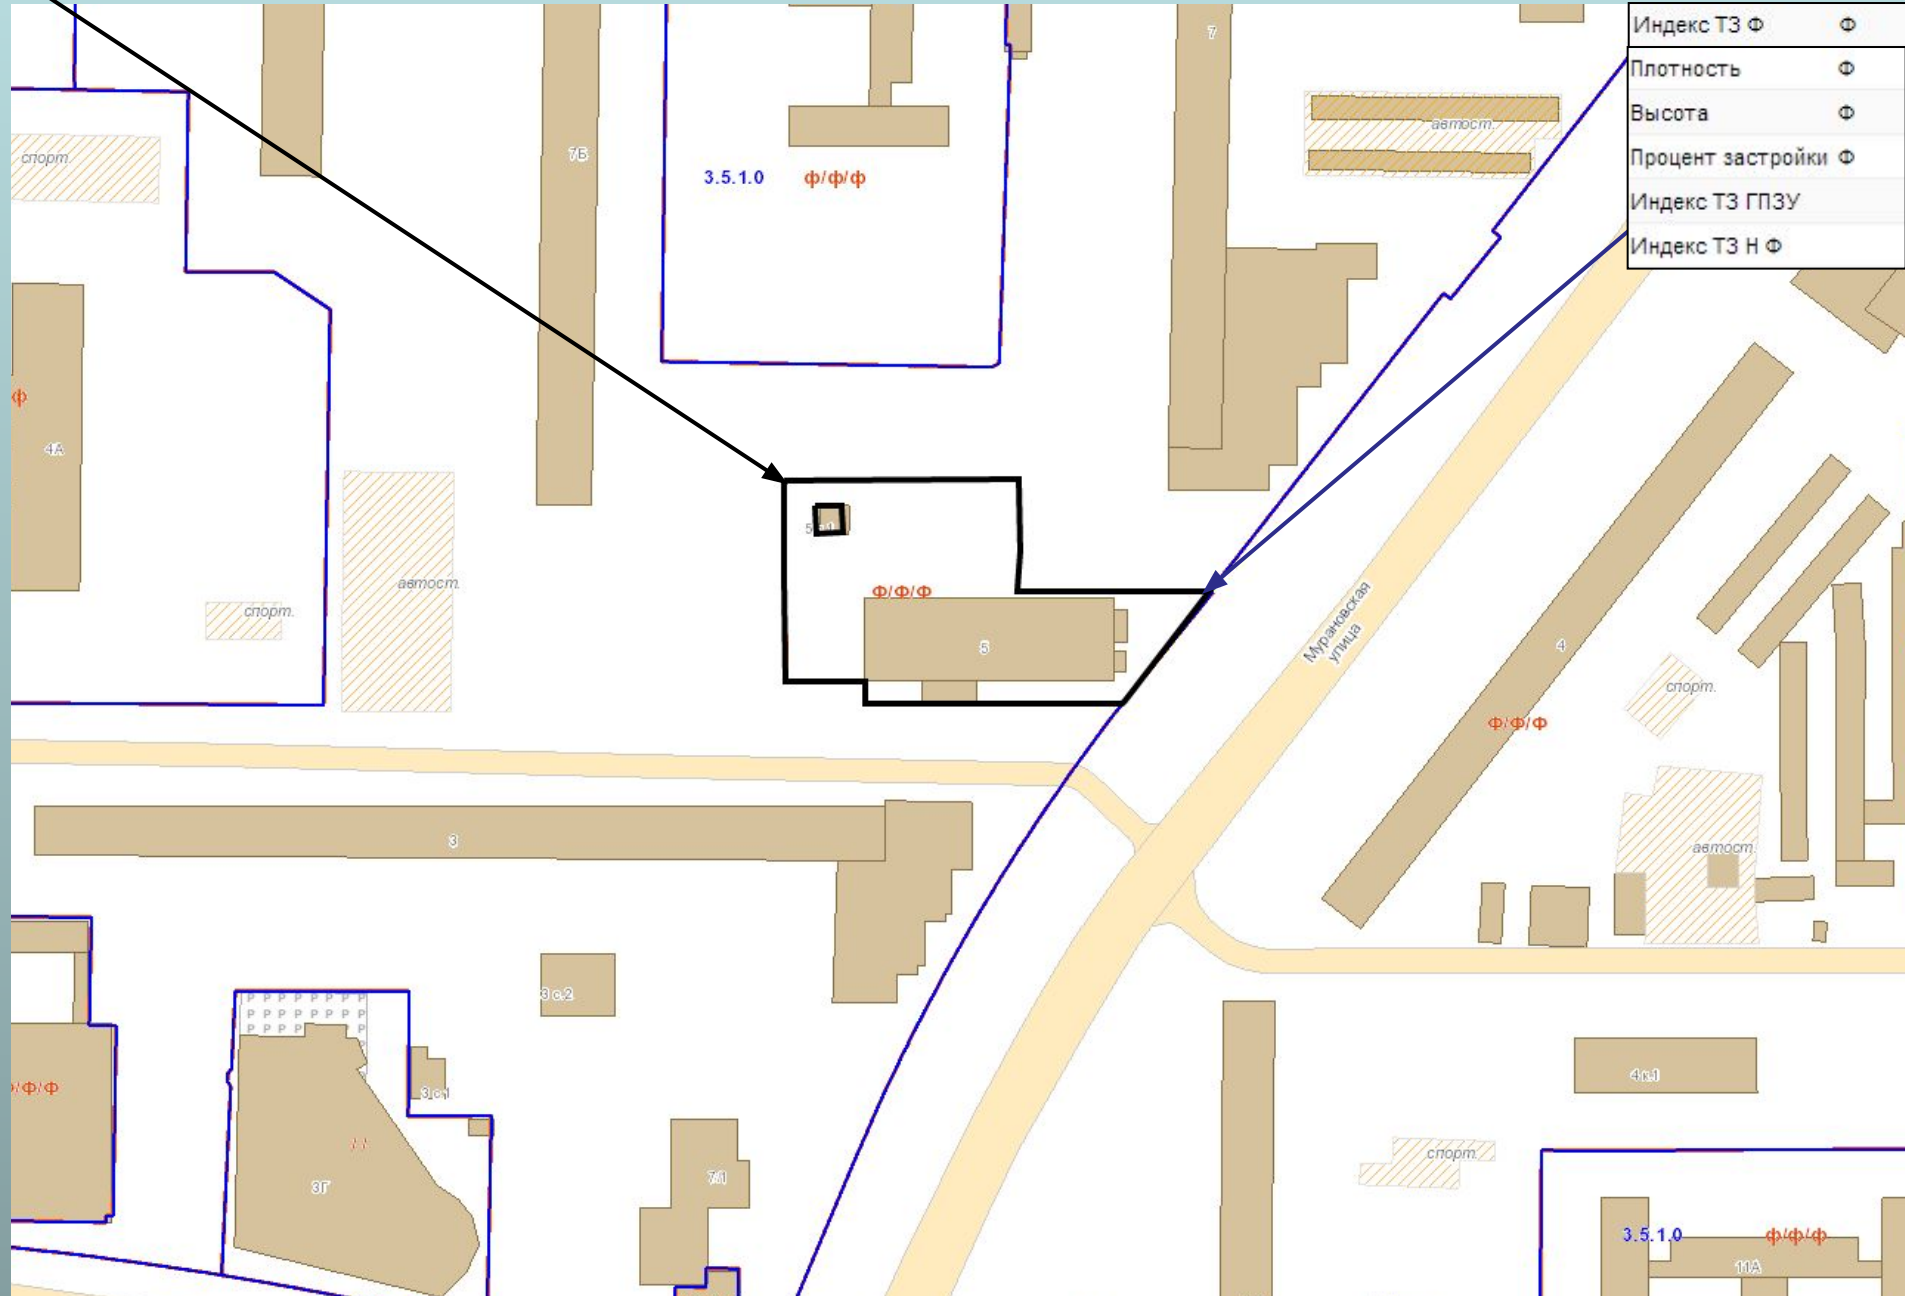 Индекс ТЗ Ф Ф
Плотность Ф
Высота Ф
Процент застройки Ф
Индекс ТЗ ГПЗУ
Индекс ТЗ Н Ф
7
автост.
спорт.
7Б
3.5.1.0 ф/ф/ф
ф
4А
автост.
спорт.
Ф/Ф/Ф
5
Мурановская
улица
4
спорт.
Ф/Ф/Ф
3
автост.
3 с.2
P P P P P P P P
P P P P P P P P
P P P P P P
/Ф/Ф
3 с.1
4 к.1
/ /
3Г
7/1
спорт.
3.5.1.0 ф/ф/ф
11А